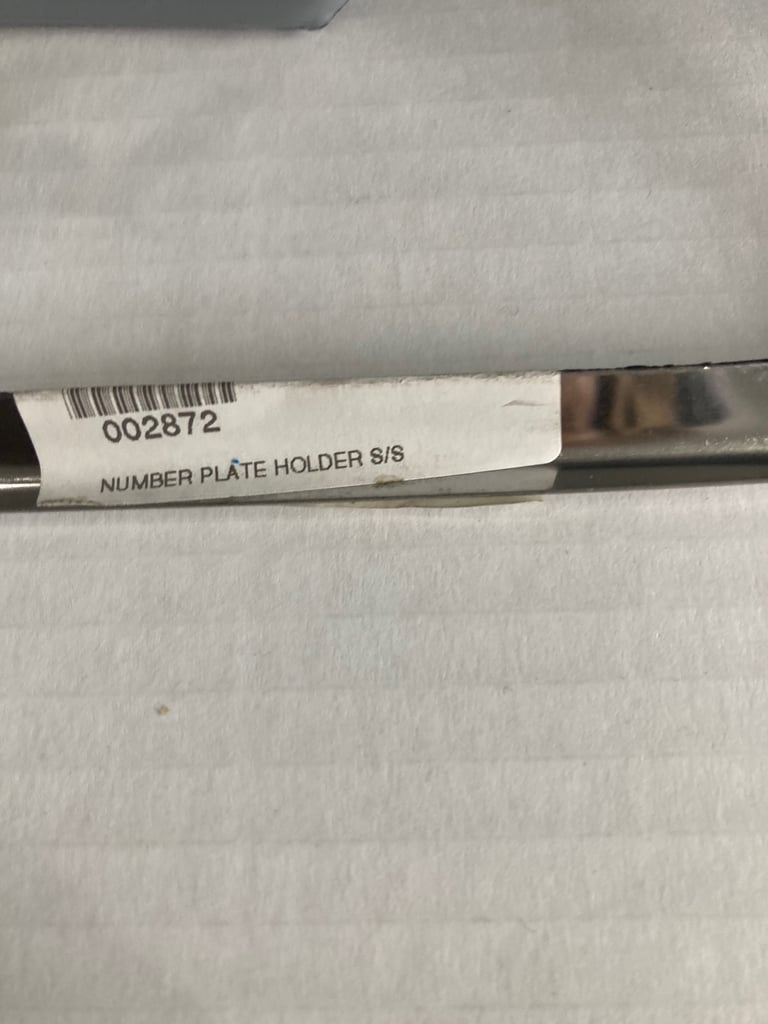 002872
NUMBER PLATE HOLDER S/S